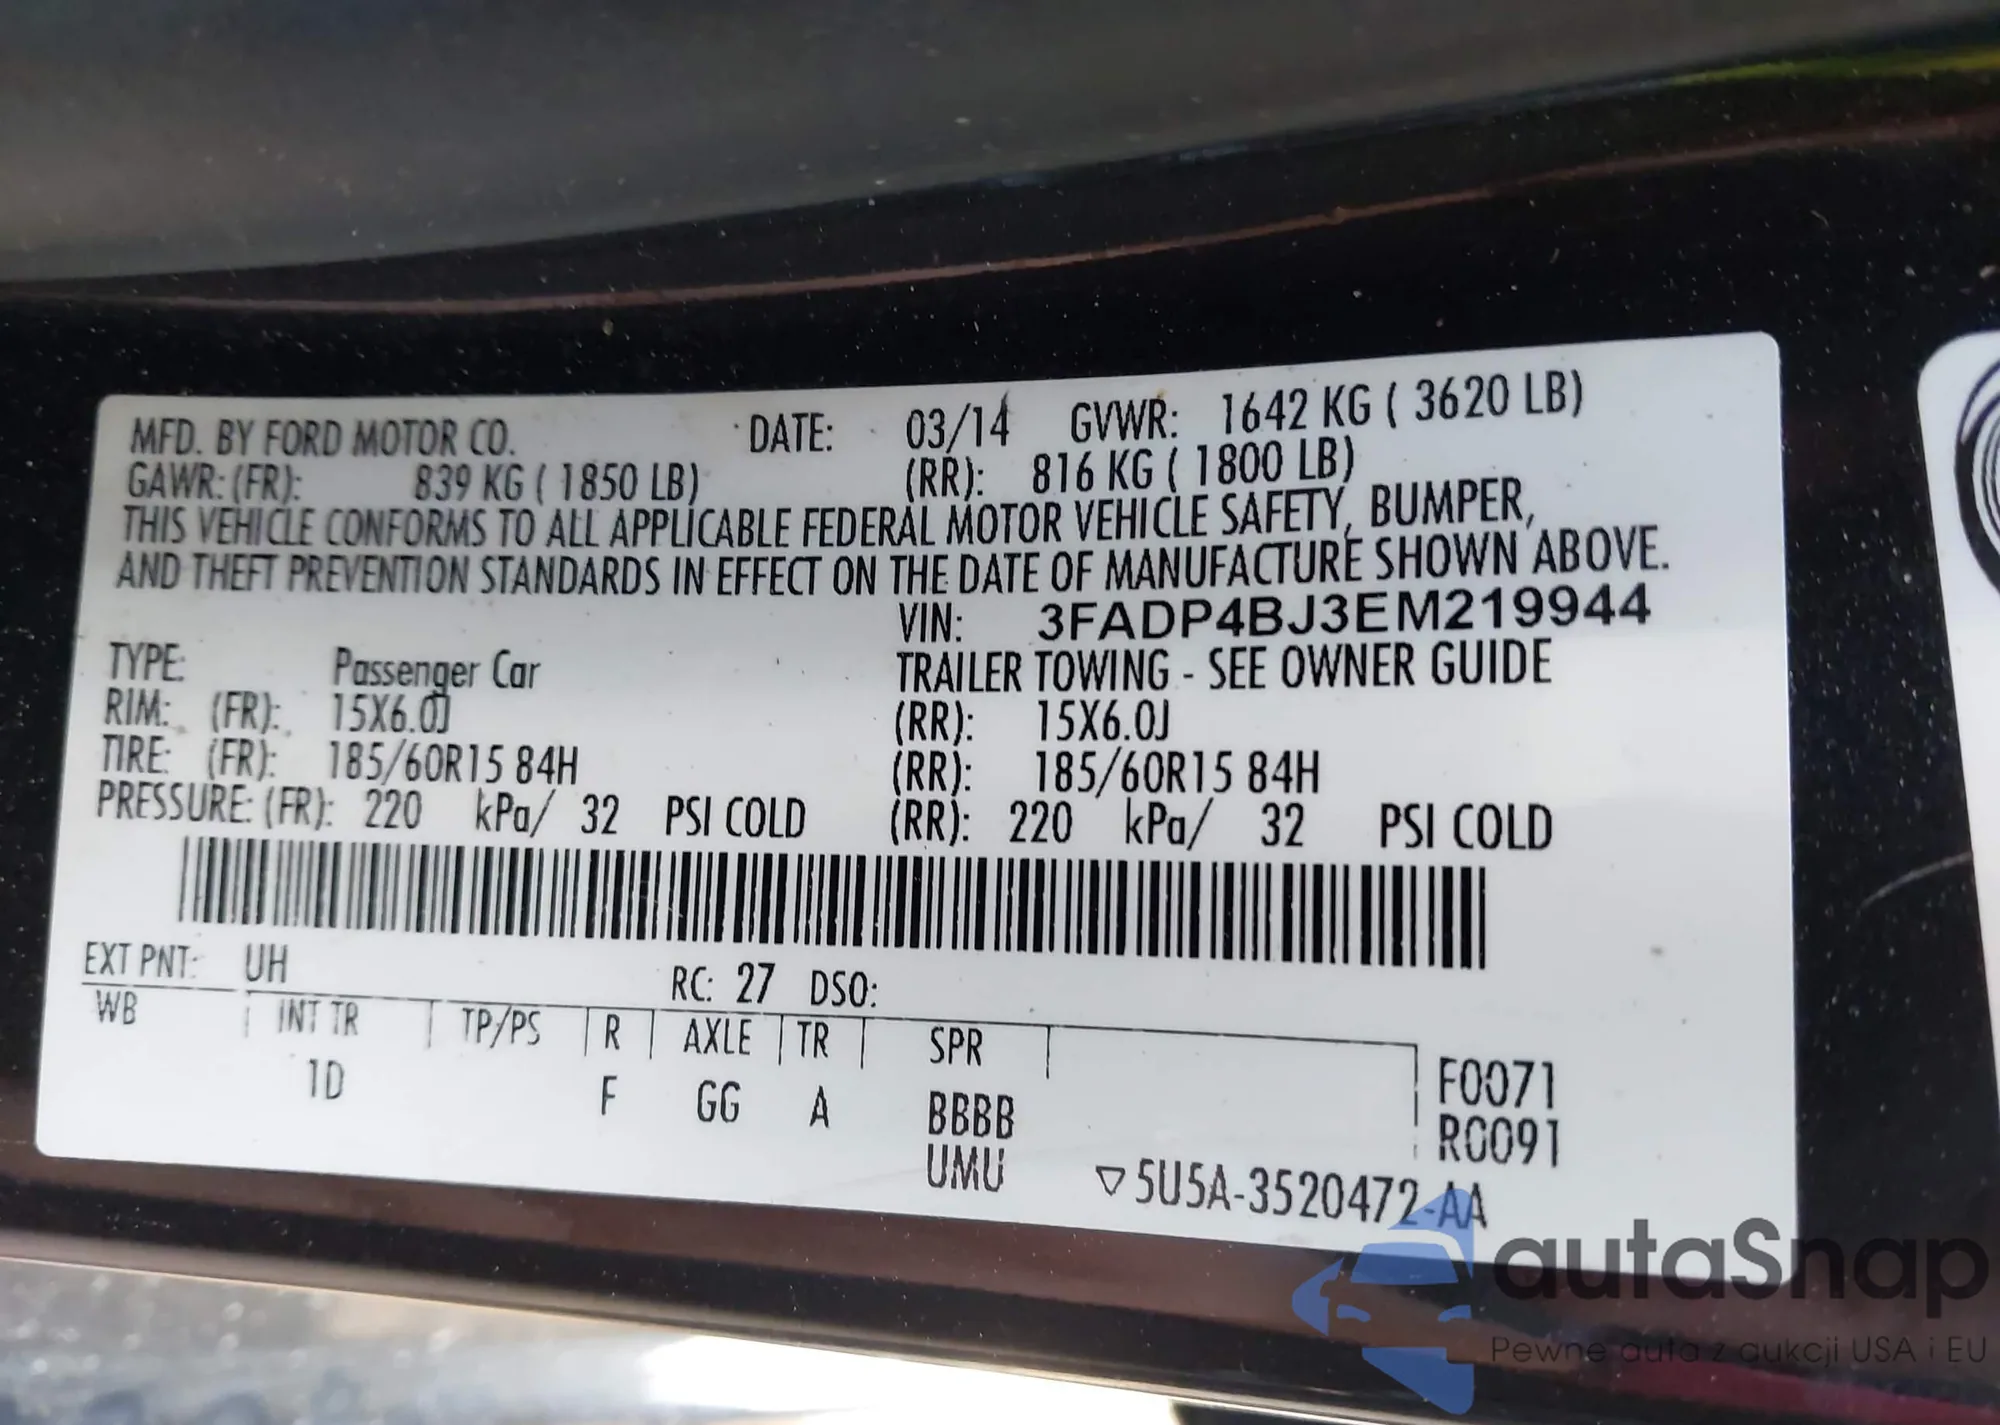 MFD. BY FORD MOTOR CO. DATE: 03/14 GVWR: 1642 KG ( 3620 LB)
GAWR: (FR): 839 KG ( 1850 LB) (RR): 816 KG ( 1800 LB)
THIS VEHICLE CONFORMS TO ALL APPLICABLE FEDERAL MOTOR VEHICLE SAFETY, BUMPER,
AND THEFT PREVENTION STANDARDS IN EFFECT ON THE DATE OF MANUFACTURE SHOWN ABOVE.
VIN: 3FADP4BJ3EM219944
TYPE: Passenger Car TRAILER TOWING - SEE OWNER GUIDE
RIM: (FR): 15X6.0J (RR): 15X6.0J
TIRE: (FR): 185/60R15 84H (RR): 185/60R15 84H
PRESSURE: (FR): 220 kPa/ 32 PSI COLD (RR): 220 kPa/ 32 PSI COLD
EXT PNT: UH RC: 27 DSO:
WB INT TR TP/PS R AXLE TR SPR
1D F GG A BBBB F0071
UMU R0091
▽5U5A-3520472-AA
autaSnap
Pewne auta z aukcji USA i EU